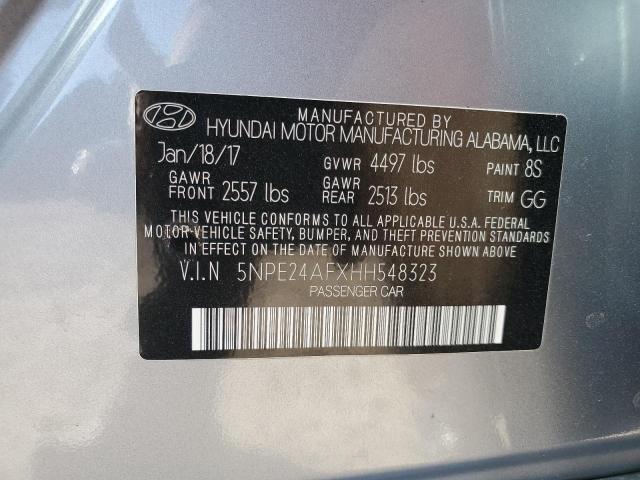 MANUFACTURED BY
HYUNDAI MOTOR MANUFACTURING ALABAMA, LLC
Jan/18/17 GVWR 4497 lbs PAINT 8S
GAWR FRONT 2557 lbs GAWR REAR 2513 lbs TRIM GG
THIS VEHICLE CONFORMS TO ALL APPLICABLE U.S.A. FEDERAL
MOTOR-VEHICLE SAFETY, BUMPER, AND THEFT PREVENTION STANDARDS
IN EFFECT ON THE DATE OF MANUFACTURE SHOWN ABOVE
V.I.N 5NPE24AFXHH548323
PASSENGER CAR